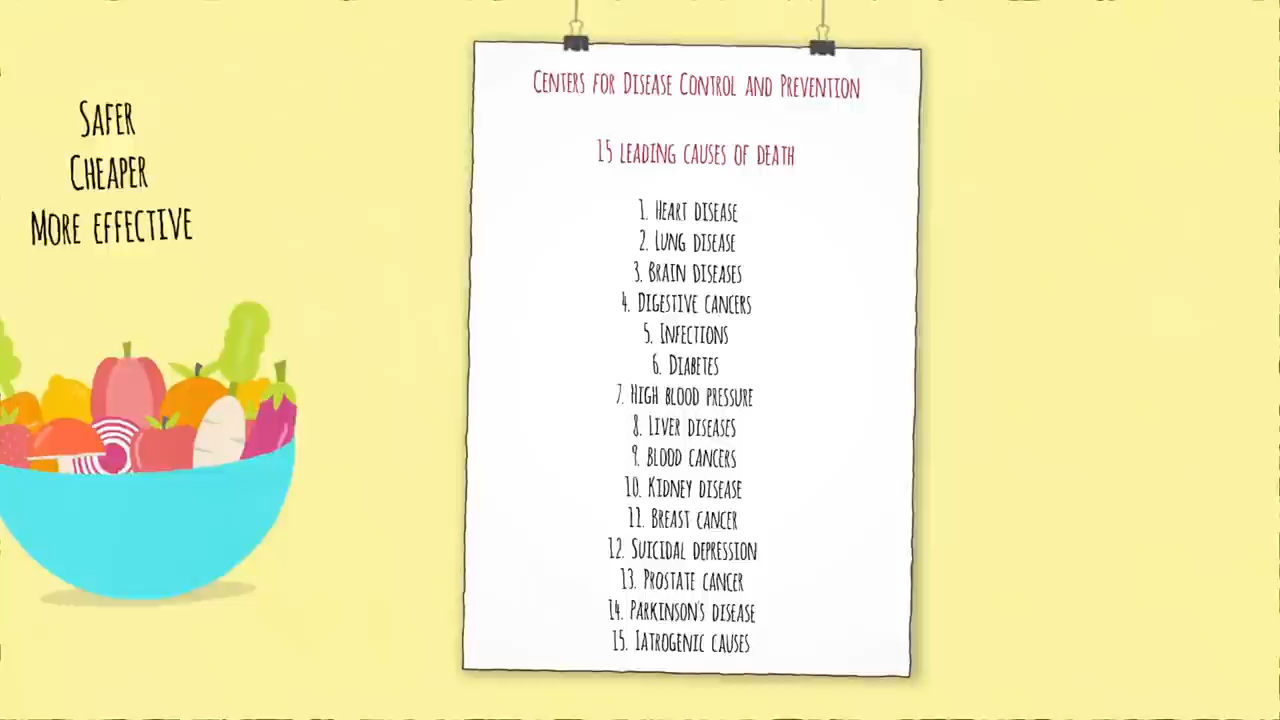 Safer
Cheaper
More effective
Centers for Disease Control and Prevention
15 leading causes of death
1. Heart disease
2. Lung disease
3. Brain diseases
4. Digestive cancers
5. Infections
6. Diabetes
7. High blood pressure
8. Liver diseases
9. Blood cancers
10. Kidney disease
11. Breast cancer
12. Suicidal depression
13. Prostate cancer
14. Parkinson's disease
15. Iatrogenic causes